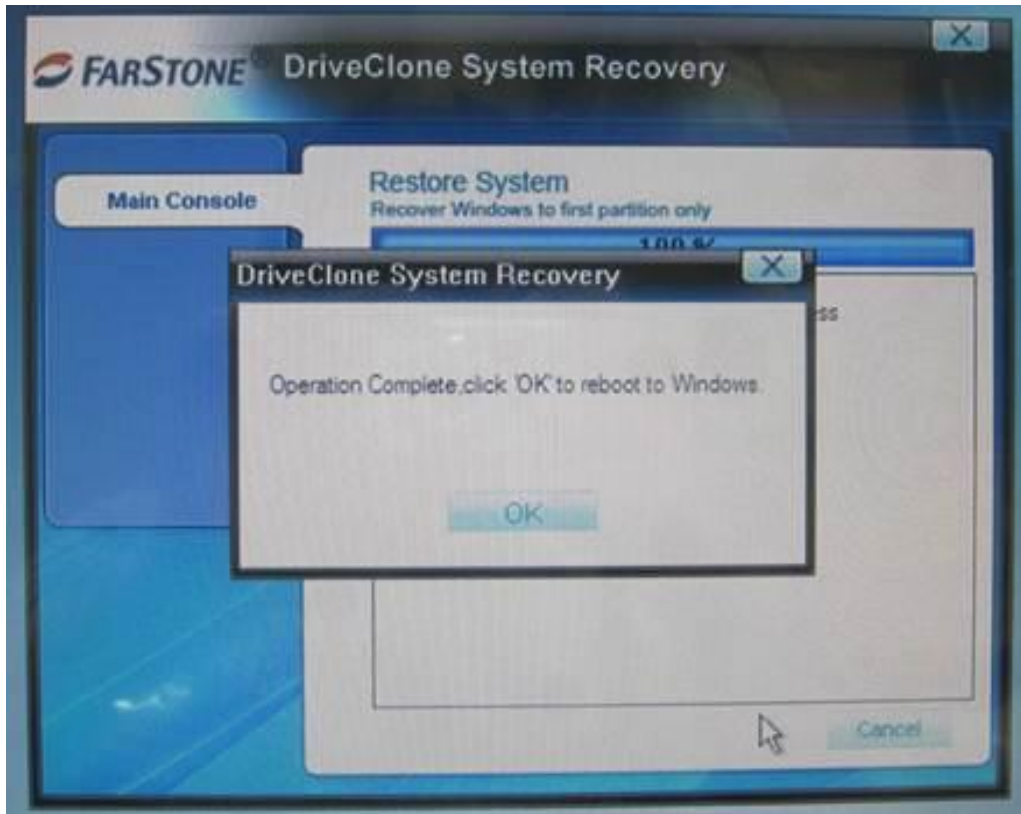 FARSTONE® DriveClone System Recovery
X
Main Console
Restore System
Recover Windows to first partition only
100 %
DriveClone System Recovery
X
Operation Complete,click 'OK' to reboot to Windows.
OK
Cancel